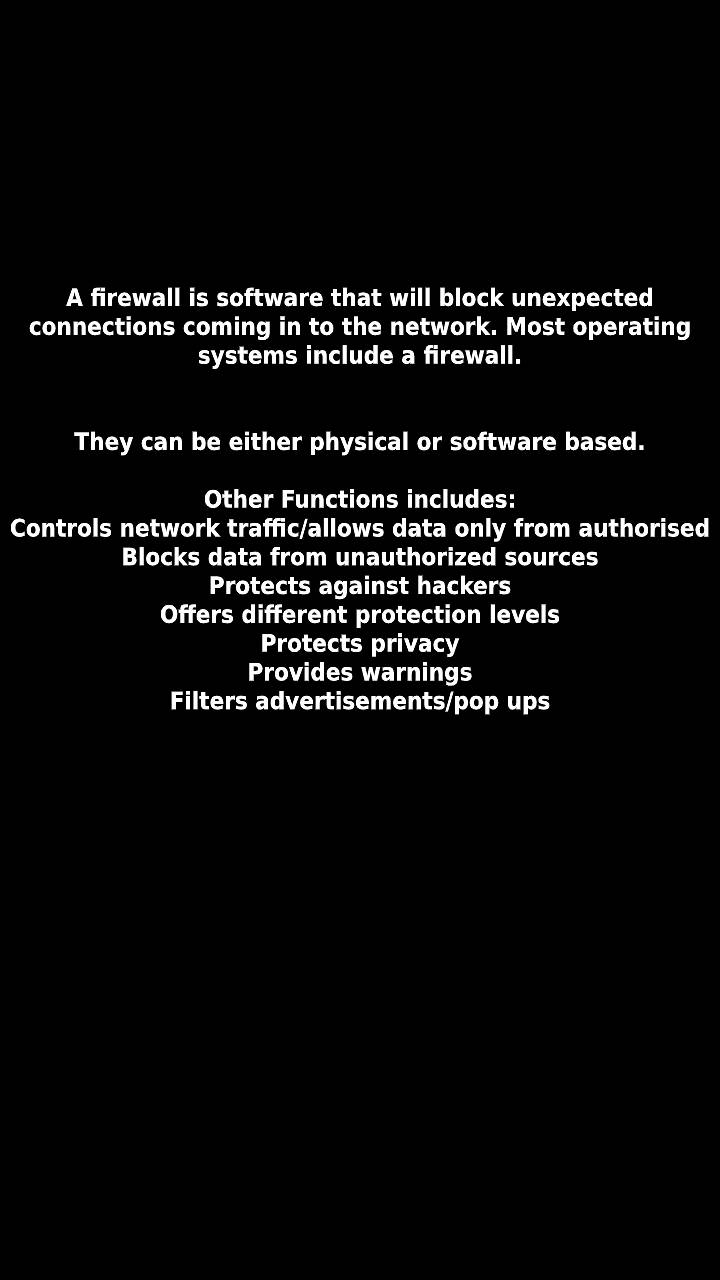 A firewall is software that will block unexpected
connections coming in to the network. Most operating
systems include a firewall.
They can be either physical or software based.
Other Functions includes:
Controls network traffic/allows data only from authorised
Blocks data from unauthorized sources
Protects against hackers
Offers different protection levels
Protects privacy
Provides warnings
Filters advertisements/pop ups